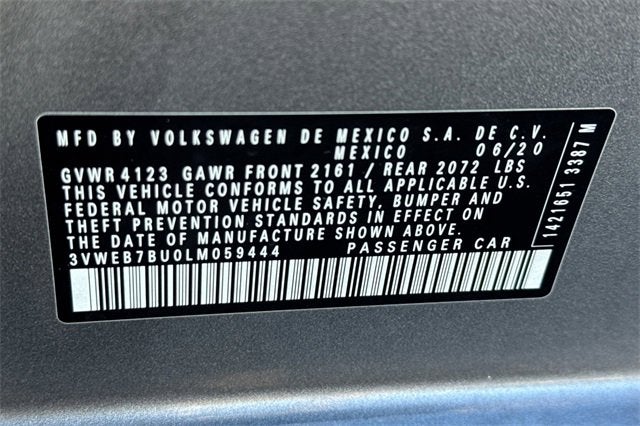 MFD BY VOLKSWAGEN DE MEXICO S.A. DE C.V.
MEXICO 06/20
GVWR 4123 GAWR FRONT 2161 / REAR 2072 LBS
THIS VEHICLE CONFORMS TO ALL APPLICABLE U.S.
FEDERAL MOTOR VEHICLE SAFETY, BUMPER AND
THEFT PREVENTION STANDARDS IN EFFECT ON
THE DATE OF MANUFACTURE SHOWN ABOVE.
3VWEB7BU0LM059444 PASSENGER CAR
1421651 3387 M